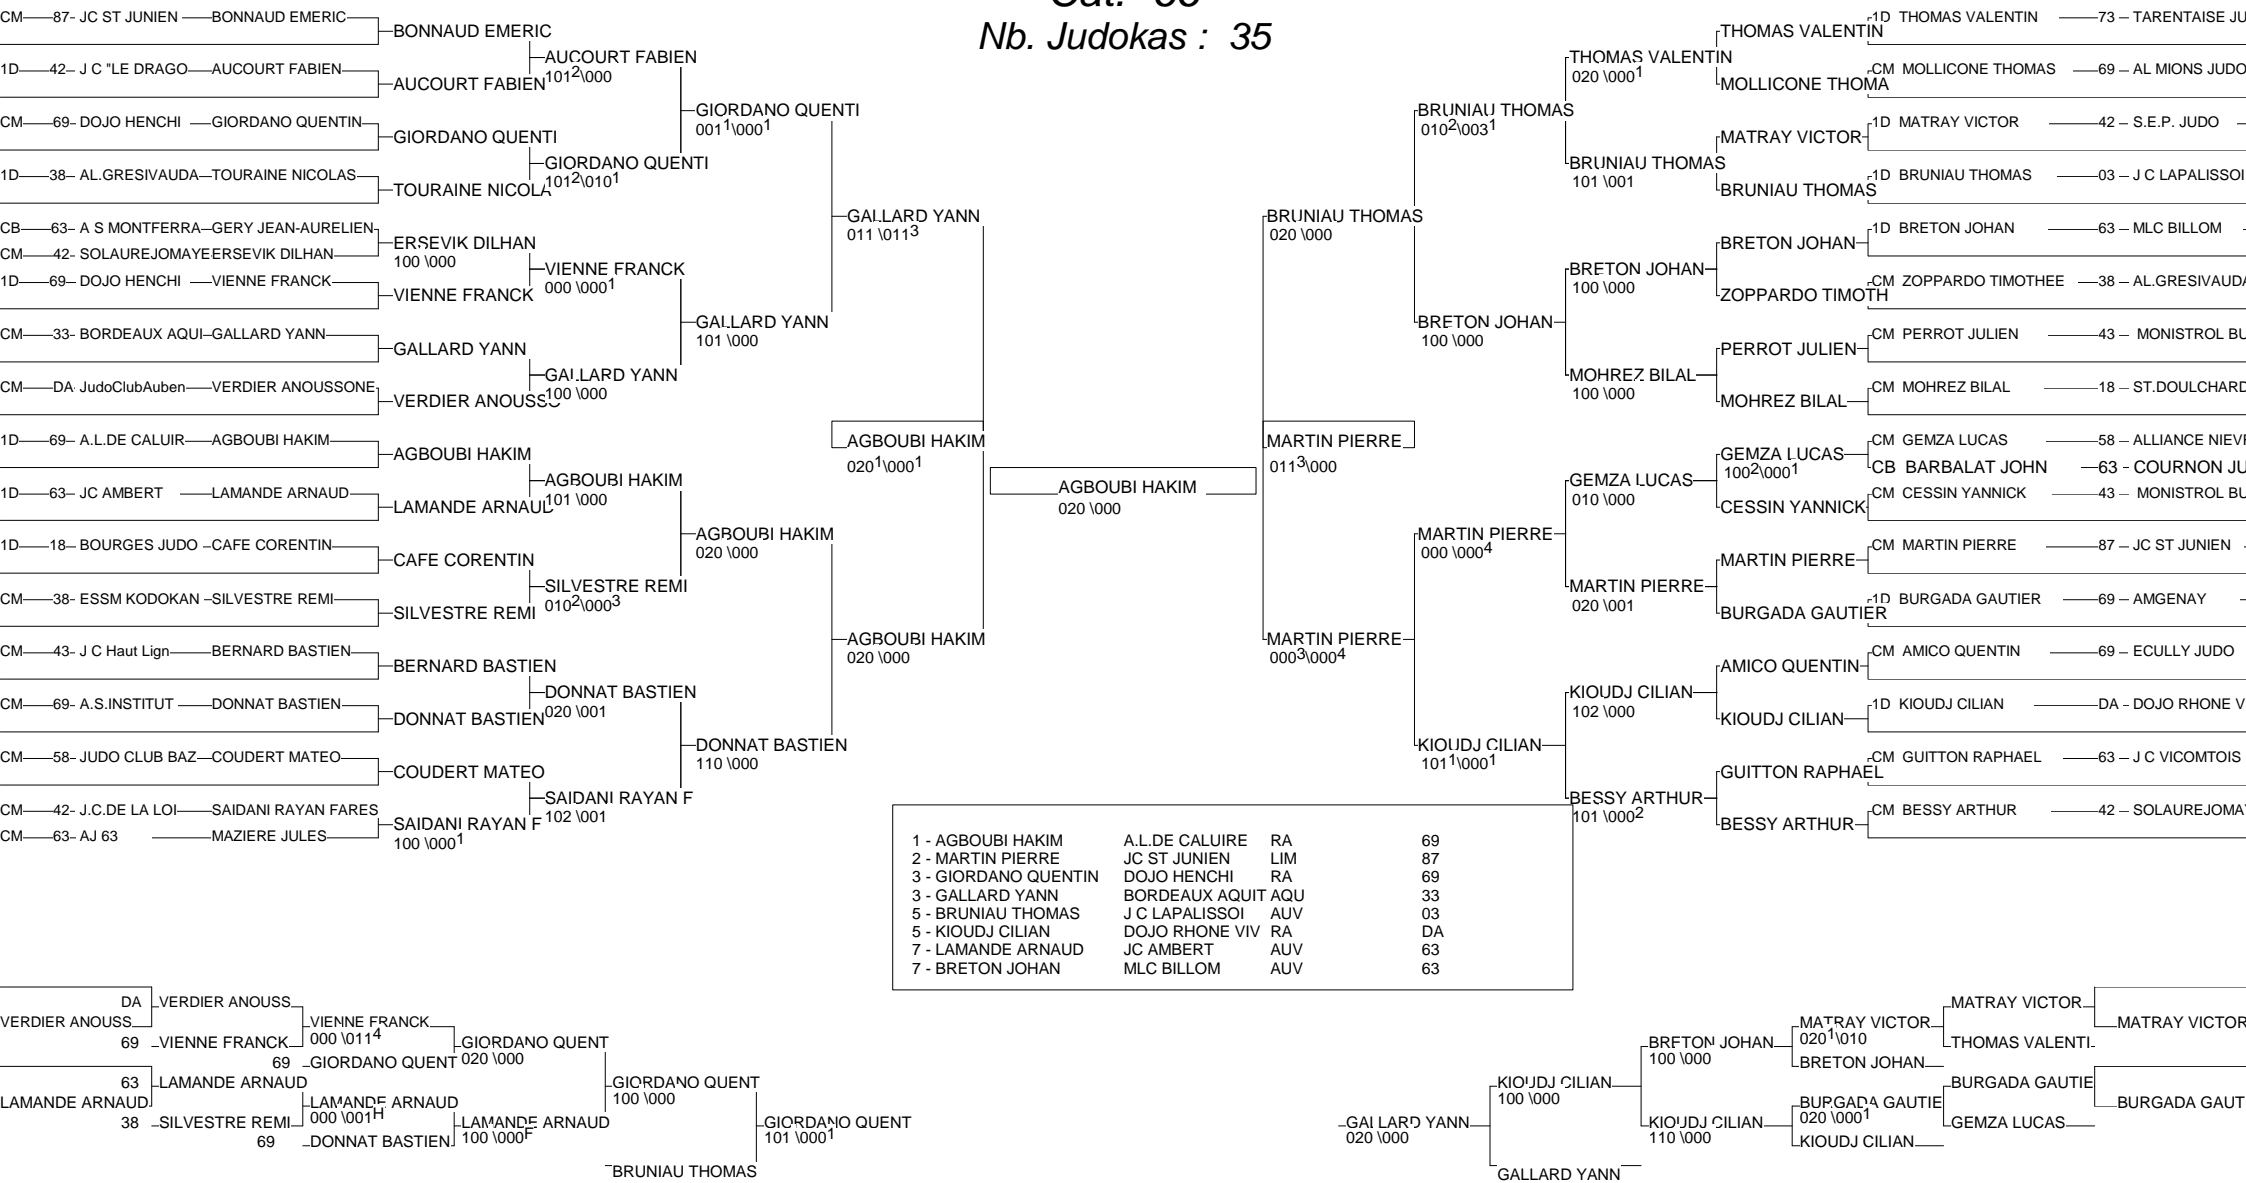 Nb. Judokas : 35
CM 87- JC ST JUNIEN BONNAUD EMERIC
1D 42- J C "LE DRAGO AUCOURT FABIEN
CM 69- DOJO HENCHI GIORDANO QUENTIN
1D 38- AL.GRESIVAUDA TOURAINE NICOLAS
CB 63- A S MONTFERRA GERY JEAN-AURELIEN
CM 42- SOLAUREJOMAYE ERSEVIK DILHAN
1D 69- DOJO HENCHI VIENNE FRANCK
CM 33- BORDEAUX AQUI GALLARD YANN
CM DA- JudoClubAuben VERDIER ANOUSSONE
1D 69- A.L.DE CALUIR AGBOUBI HAKIM
1D 63- JC AMBERT LAMANDE ARNAUD
1D 18- BOURGES JUDO CAFE CORENTIN
CM 38- ESSM KODOKAN SILVESTRE REMI
CM 43- J C Haut Lign BERNARD BASTIEN
CM 69- A.S.INSTITUT DONNAT BASTIEN
CM 58- JUDO CLUB BAZ COUDERT MATEO
CM 42- J.C.DE LA LOI SAIDANI RAYAN FARES
CM 63- AJ 63 MAZIERE JULES
BONNAUD EMERIC
AUCOURT FABIEN
GIORDANO QUENTI
TOURAINE NICOLA
ERSEVIK DILHAN
100 \000
VIENNE FRANCK
GALLARD YANN
VERDIER ANOUSSO
AGBOUBI HAKIM
LAMANDE ARNAUD
CAFE CORENTIN
SILVESTRE REMI
BERNARD BASTIEN
DONNAT BASTIEN
COUDERT MATEO
SAIDANI RAYAN F
100 \0001
AUCOURT FABIEN
1012\000
GIORDANO QUENTI
1012\0101
VIENNE FRANCK
000 \0001
GALLARD YANN
100 \000
AGBOUBI HAKIM
101 \000
SILVESTRE REMI
0102\0003
DONNAT BASTIEN
020 \001
SAIDANI RAYAN F
102 \001
GIORDANO QUENTI
0011\0001
GALLARD YANN
101 \000
AGBOUBI HAKIM
020 \000
DONNAT BASTIEN
110 \000
GALLARD YANN
011 \0113
AGBOUBI HAKIM
0201\0001
AGBOUBI HAKIM
020 \000
AGBOUBI HAKIM
020 \000
BRUNIAU THOMAS
020 \000
MARTIN PIERRE
0113\000
MARTIN PIERRE
0003\0004
BRUNIAU THOMAS
0102\0031
BRETON JOHAN
100 \000
MARTIN PIERRE
000 \0004
KIOUDJ CILIAN
1011\0001
THOMAS VALENTIN
020 \0001
BRUNIAU THOMAS
101 \001
BRETON JOHAN
100 \000
MOHREZ BILAL
100 \000
GEMZA LUCAS
010 \000
MARTIN PIERRE
020 \001
KIOUDJ CILIAN
102 \000
BESSY ARTHUR
101 \0002
THOMAS VALENTIN
MOLLICONE THOMA
MATRAY VICTOR
BRUNIAU THOMAS
BRETON JOHAN
ZOPPARDO TIMOTH
PERROT JULIEN
MOHREZ BILAL
GEMZA LUCAS
1002\0001
CESSIN YANNICK
MARTIN PIERRE
BURGADA GAUTIER
AMICO QUENTIN
KIOUDJ CILIAN
GUITTON RAPHAEL
BESSY ARTHUR
1D THOMAS VALENTIN 73 – TARENTAISE JU
CM MOLLICONE THOMAS 69 – AL MIONS JUDO
1D MATRAY VICTOR 42 – S.E.P. JUDO
1D BRUNIAU THOMAS 03 – J C LAPALISSOI
1D BRETON JOHAN 63 – MLC BILLOM
CM ZOPPARDO TIMOTHEE 38 – AL.GRESIVAUDA
CM PERROT JULIEN 43 – MONISTROL BU
CM MOHREZ BILAL 18 – ST.DOULCHARD
CM GEMZA LUCAS 58 – ALLIANCE NIEVR
CB BARBALAT JOHN 63 - COURNON JU
CM CESSIN YANNICK 43 – MONISTROL BU
CM MARTIN PIERRE 87 – JC ST JUNIEN
1D BURGADA GAUTIER 69 – AMGENAY
CM AMICO QUENTIN 69 – ECULLY JUDO
1D KIOUDJ CILIAN DA – DOJO RHONE V
CM GUITTON RAPHAEL 63 – J C VICOMTOIS
CM BESSY ARTHUR 42 – SOLAUREJOMAY
1 - AGBOUBI HAKIM A.L.DE CALUIRE RA 69
2 - MARTIN PIERRE JC ST JUNIEN LIM 87
3 - GIORDANO QUENTIN DOJO HENCHI RA 69
3 - GALLARD YANN BORDEAUX AQUIT AQU 33
5 - BRUNIAU THOMAS J C LAPALISSOI AUV 03
5 - KIOUDJ CILIAN DOJO RHONE VIV RA DA
7 - LAMANDE ARNAUD JC AMBERT AUV 63
7 - BRETON JOHAN MLC BILLOM AUV 63
VERDIER ANOUSS
LAMANDE ARNAUD
DA VERDIER ANOUSS
69 VIENNE FRANCK
63 LAMANDE ARNAUD
38 SILVESTRE REMI
VIENNE FRANCK
000 \0114
69 GIORDANO QUENT
LAMANDE ARNAUD
000 \001H
69 DONNAT BASTIEN
GIORDANO QUENT
020 \000
LAMANDE ARNAUD
100 \000F
GIORDANO QUENT
100 \000
BRUNIAU THOMAS
GIORDANO QUENT
101 \0001
GALLARD YANN
020 \000
KIOUDJ CILIAN
100 \000
GALLARD YANN
BRETON JOHAN
100 \000
KIOUDJ CILIAN
110 \000
MATRAY VICTOR
0201\010
BRETON JOHAN
BURGADA GAUTIE
020 \0001
KIOUDJ CILIAN
MATRAY VICTOR
THOMAS VALENTI
BURGADA GAUTIE
GEMZA LUCAS
MATRAY VICTOR
BURGADA GAUT